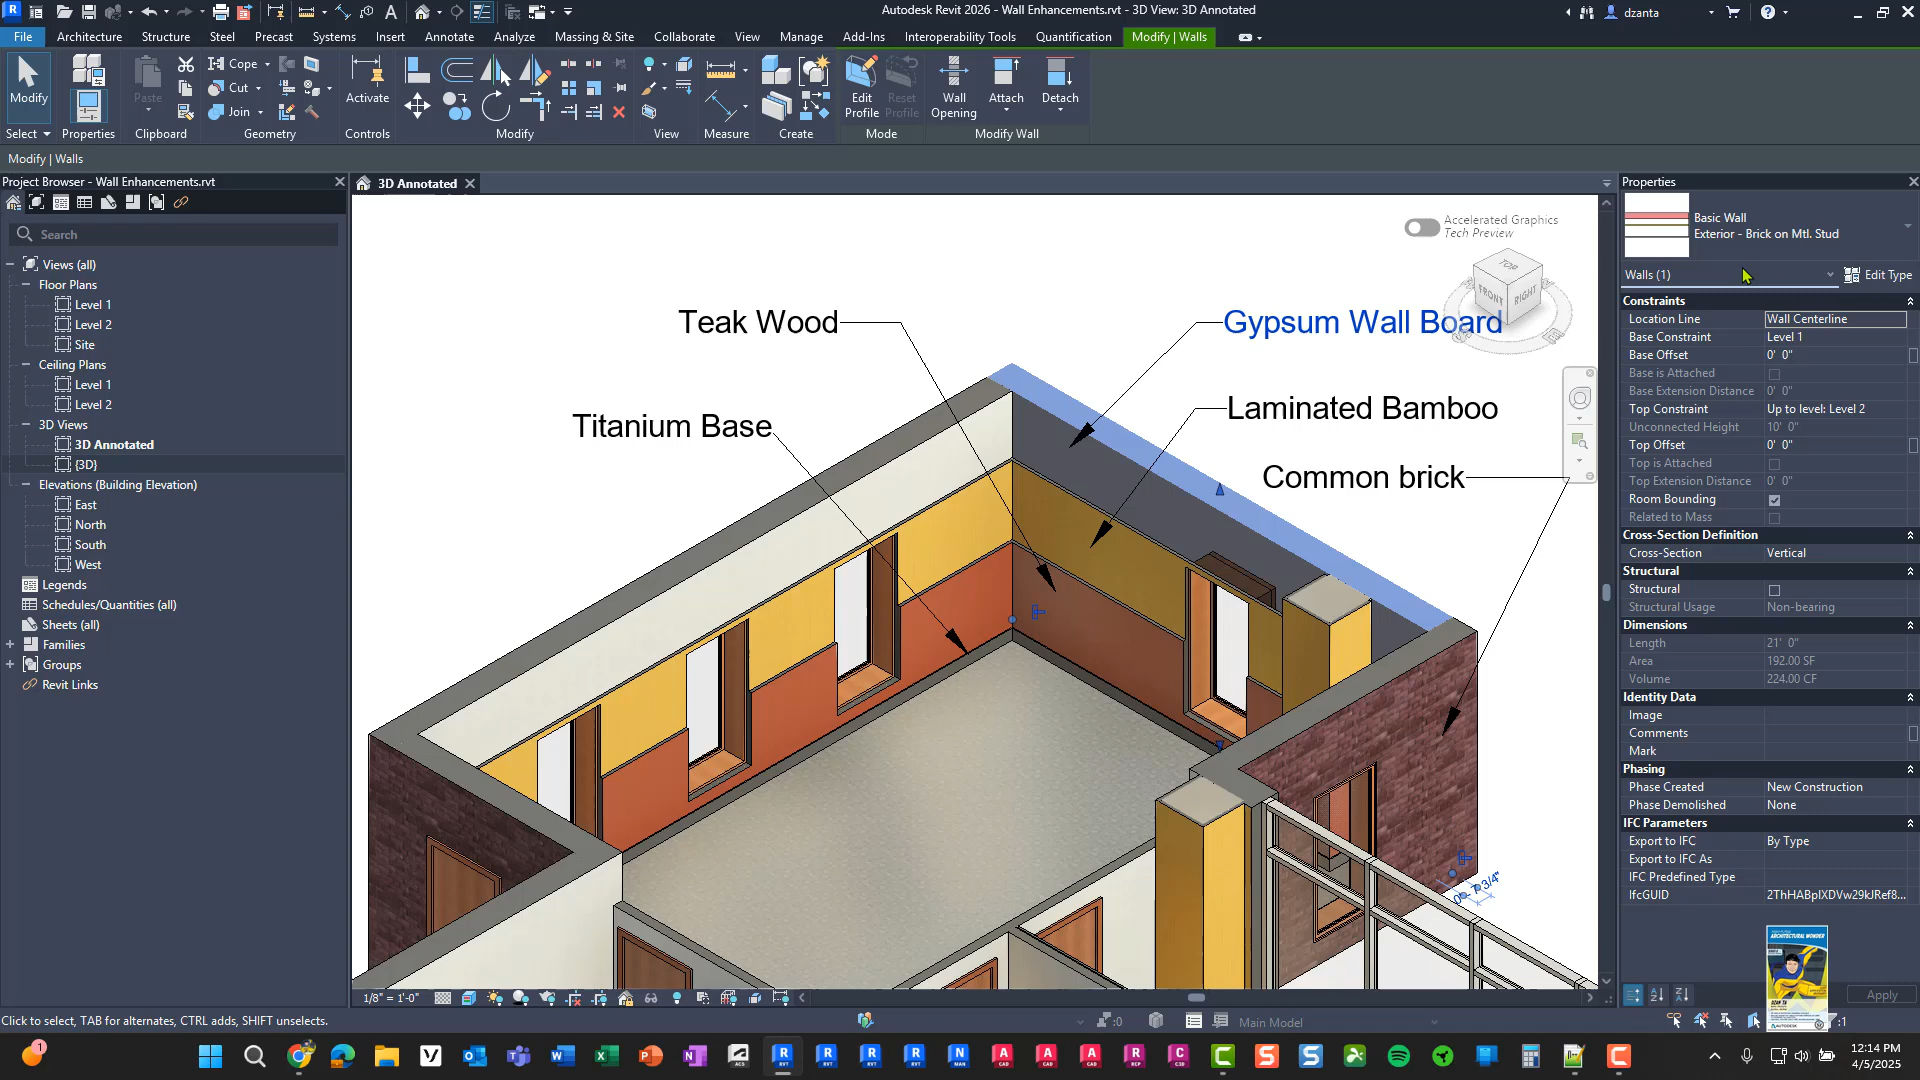 Autodesk Revit 2026 - Wall Enhancements.rvt - 3D View: 3D Annotated
dzanta
File Architecture Structure Steel Precast Systems Insert Annotate Analyze Massing & Site Collaborate View Manage Add-Ins Interoperability Tools Quantification Modify | Walls
Modify
Select
Properties
Paste
Clipboard
Cope
Cut
Join
Geometry
Activate
Controls
Modify
View
Measure
Create
Edit
Profile
Reset
Profile
Mode
Wall
Opening
Attach
Detach
Modify Wall
Modify | Walls
Project Browser - Wall Enhancements.rvt
Search
Views (all)
Floor Plans
Level 1
Level 2
Site
Ceiling Plans
Level 1
Level 2
3D Views
3D Annotated
{3D}
Elevations (Building Elevation)
East
North
South
West
Legends
Schedules/Quantities (all)
Sheets (all)
Families
Groups
Revit Links
3D Annotated
Accelerated Graphics
Tech Preview
TOP
FRONT
RIGHT
Teak Wood
Gypsum Wall Board
Titanium Base
Laminated Bamboo
Common brick
1/8" = 1'-0"
Properties
Basic Wall
Exterior - Brick on Mtl. Stud
Walls (1)
Edit Type
Constraints
Location Line Wall Centerline
Base Constraint Level 1
Base Offset 0' 0"
Base is Attached
Base Extension Distance 0' 0"
Top Constraint Up to level: Level 2
Unconnected Height 10' 0"
Top Offset 0' 0"
Top is Attached
Top Extension Distance 0' 0"
Room Bounding
Related to Mass
Cross-Section Definition
Cross-Section Vertical
Structural
Structural
Structural Usage Non-bearing
Dimensions
Length 21' 0"
Area 192.00 SF
Volume 224.00 CF
Identity Data
Image
Comments
Mark
Phasing
Phase Created New Construction
Phase Demolished None
IFC Parameters
Export to IFC By Type
Export to IFC As
IFC Predefined Type
IfcGUID 2ThHABpIXDVw29kJRef8...
ARCHITECTURAL WONDER
AUTODESK
Apply
Click to select, TAB for alternates, CTRL adds, SHIFT unselects.
:0
Main Model
:1
12:14 PM
4/5/2025